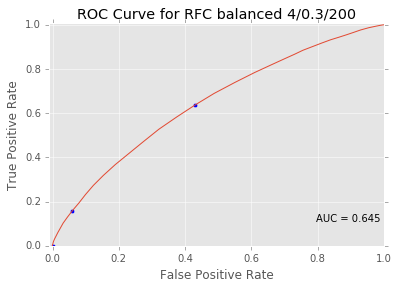 ROC Curve for RFC balanced 4/0.3/200
1.0
0.8
0.6
0.4
0.2
0.0
True Positive Rate
AUC = 0.645
0.0 0.2 0.4 0.6 0.8 1.0
False Positive Rate